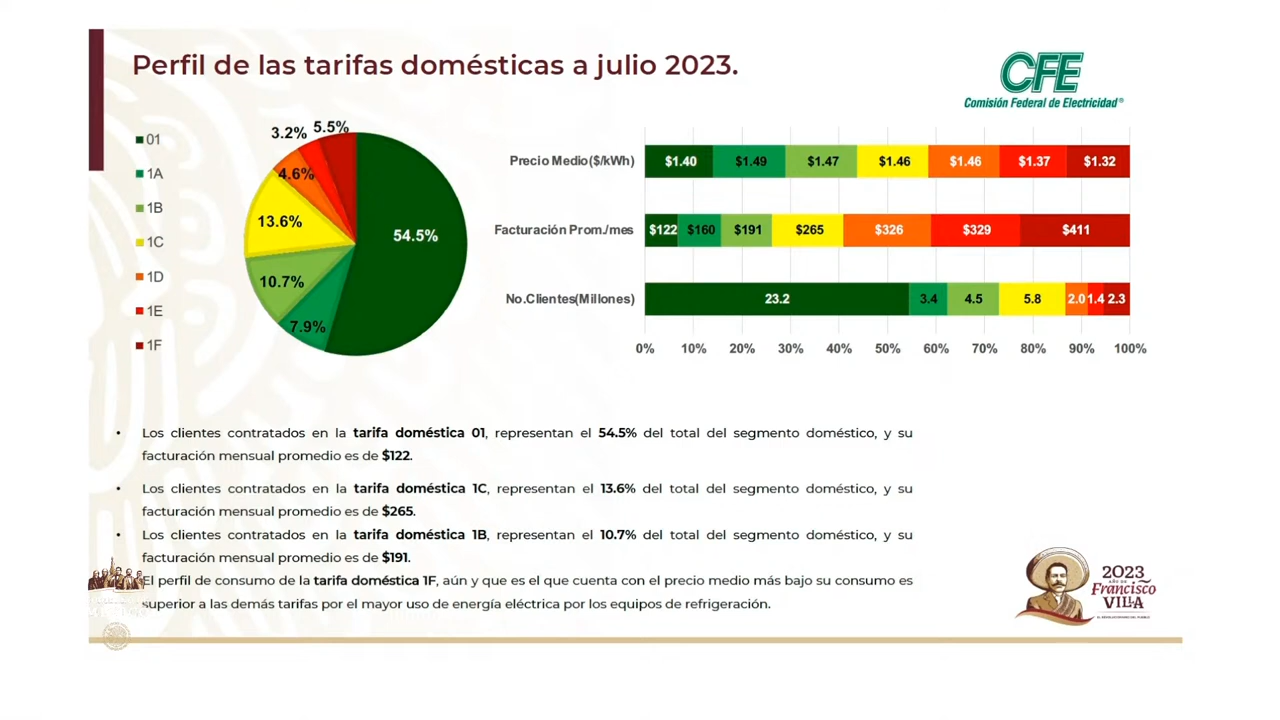 Perfil de las tarifas domésticas a julio 2023.
CFE
Comisión Federal de Electricidad®
01
1A
1B
1C
1D
1E
1F
3.2%
5.5%
4.6%
13.6%
54.5%
10.7%
7.9%
Precio Medio($/kWh)
$1.40 $1.49 $1.47 $1.46 $1.46 $1.37 $1.32
Facturación Prom./mes
$122 $160 $191 $265 $326 $329 $411
No.Clientes(Millones)
23.2 3.4 4.5 5.8 2.0 1.4 2.3
0% 10% 20% 30% 40% 50% 60% 70% 80% 90% 100%
• Los clientes contratados en la tarifa doméstica 01, representan el 54.5% del total del segmento doméstico, y su
facturación mensual promedio es de $122.
• Los clientes contratados en la tarifa doméstica 1C, representan el 13.6% del total del segmento doméstico, y su
facturación mensual promedio es de $265.
• Los clientes contratados en la tarifa doméstica 1B, representan el 10.7% del total del segmento doméstico, y su
facturación mensual promedio es de $191.
El perfil de consumo de la tarifa doméstica 1F, aún y que es el que cuenta con el precio medio más bajo su consumo es
superior a las demás tarifas por el mayor uso de energía eléctrica por los equipos de refrigeración.
2023
AÑO DE
Francisco
VILLA
EL REVOLUCIONARIO DEL PUEBLO